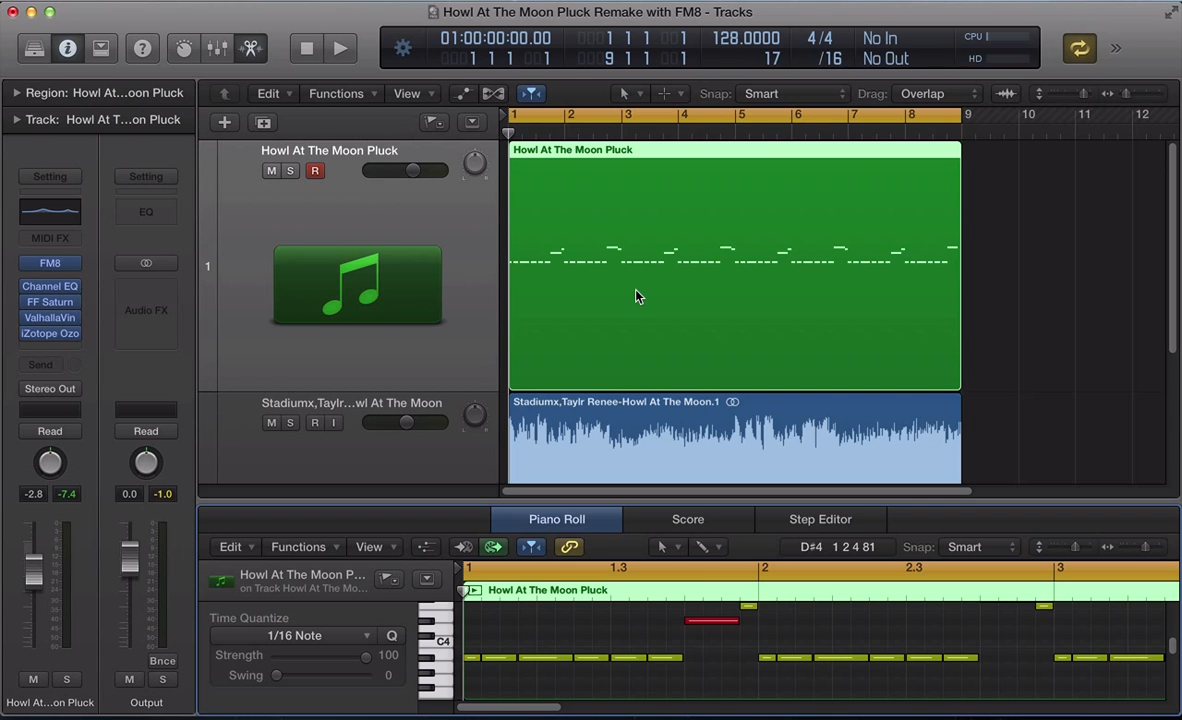 Howl At The Moon Pluck Remake with FM8 - Tracks
01:00:00:00.00 1 1 1 1 128.0000 4/4 No In CPU
1 1 1 1 9 1 1 1 17 /16 No Out HD
Region: Howl At...oon Pluck
Edit Functions View Snap: Smart Drag: Overlap
Track: Howl At T...on Pluck
1 2 3 4 5 6 7 8 9 10 11 12
Howl At The Moon Pluck
M S R
L R
Howl At The Moon Pluck
Setting Setting
EQ
MIDI FX
FM8
Channel EQ
FF Saturn
ValhallaVin
iZotope Ozo
Audio FX
Send
Stereo Out
Read Read
-2.8 -7.4 0.0 -1.0
Bnce
M S M S
Howl At...on Pluck Output
1
Stadiumx,Taylr...wl At The Moon
M S R I
L R
Stadiumx,Taylr Renee-Howl At The Moon.1
Piano Roll Score Step Editor
Edit Functions View D#4 1 2 4 81 Snap: Smart
1 1.3 2 2.3 3
Howl At The Moon P...
on Track Howl At The Mo...
Howl At The Moon Pluck
Time Quantize
1/16 Note Q
Strength 100
Swing 0
C4